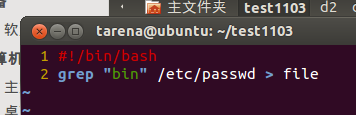 主文件夹 test1103 d2
软
tarena@ubuntu: ~/test1103
算机
主
桌
1 #!/bin/bash
2 grep "bin" /etc/passwd > file
~
~